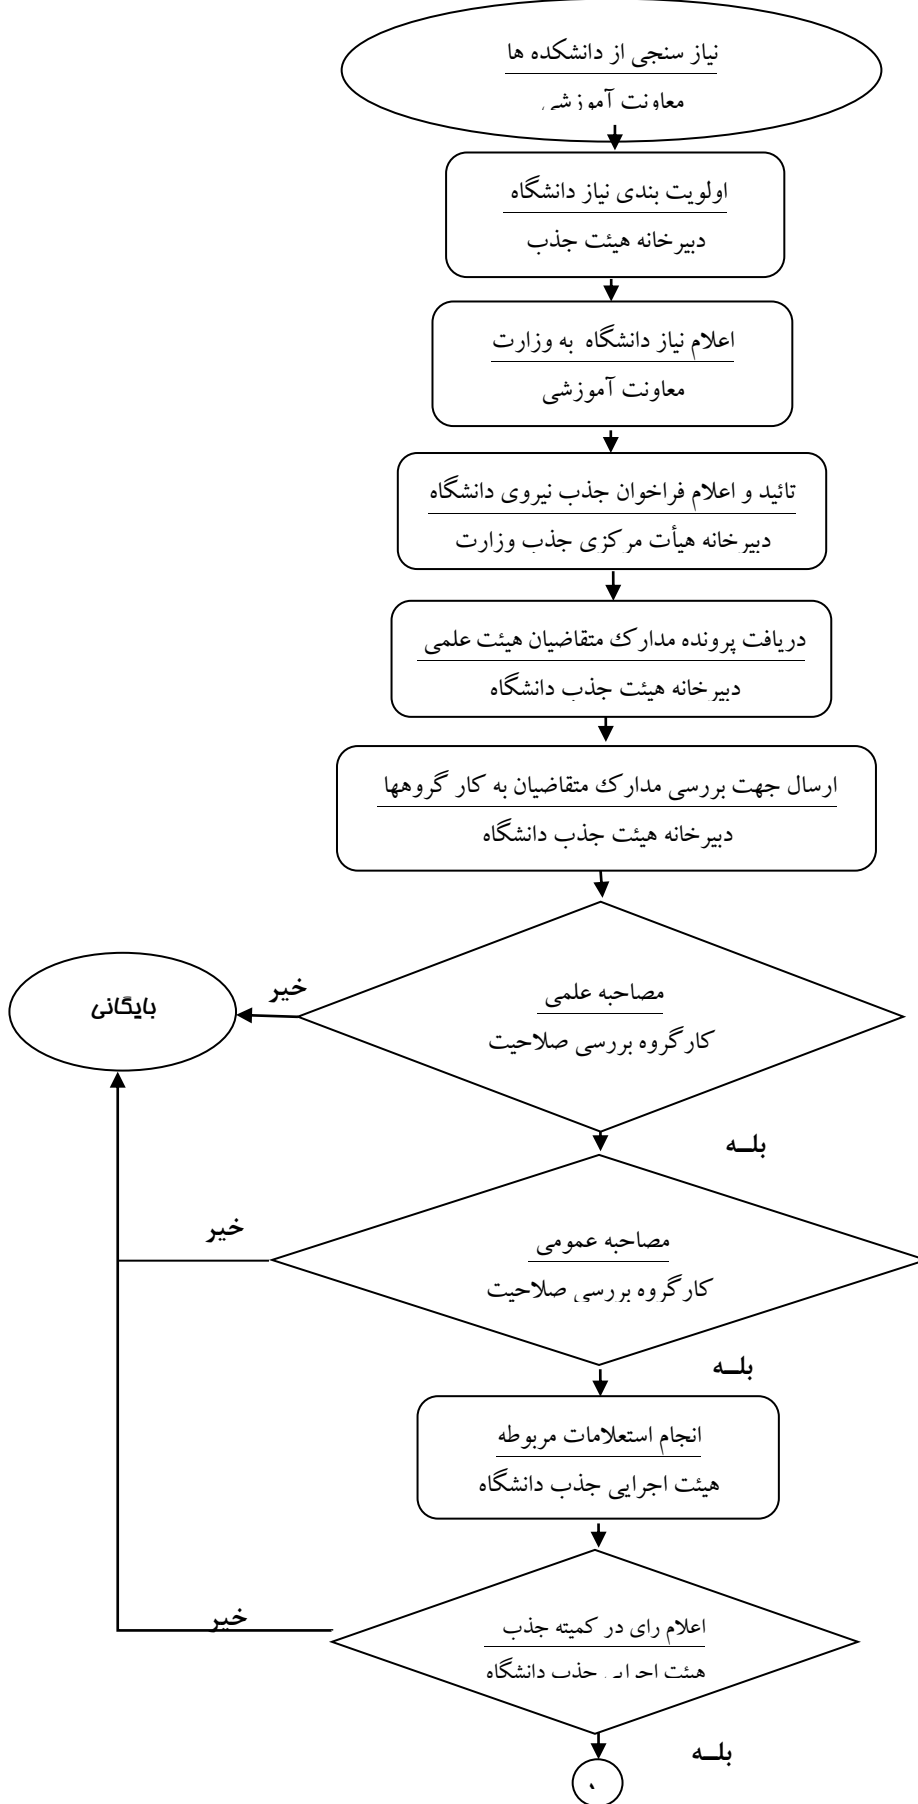 نیاز سنجی از دانشکده ها
معاونت آموزشی
اولویت بندی نیاز دانشگاه
دبیرخانه هیئت جذب
اعلام نیاز دانشگاه به وزارت
معاونت آموزشی
تائید و اعلام فراخوان جذب نیروی دانشگاه
دبیرخانه هیأت مرکزی جذب وزارت
دریافت پرونده مدارک متقاضیان هیئت علمی
دبیرخانه هیئت جذب دانشگاه
ارسال جهت بررسی مدارک متقاضیان به کار گروهها
دبیرخانه هیئت جذب دانشگاه
مصاحبه علمی
کارگروه بررسی صلاحیت
خیر
بایگانی
بلــه
مصاحبه عمومی
کارگروه بررسی صلاحیت
خیر
بلــه
انجام استعلامات مربوطه
هیئت اجرایی جذب دانشگاه
اعلام رای در کمیته جذب
هیئت اجرایی جذب دانشگاه
خیر
بلــه